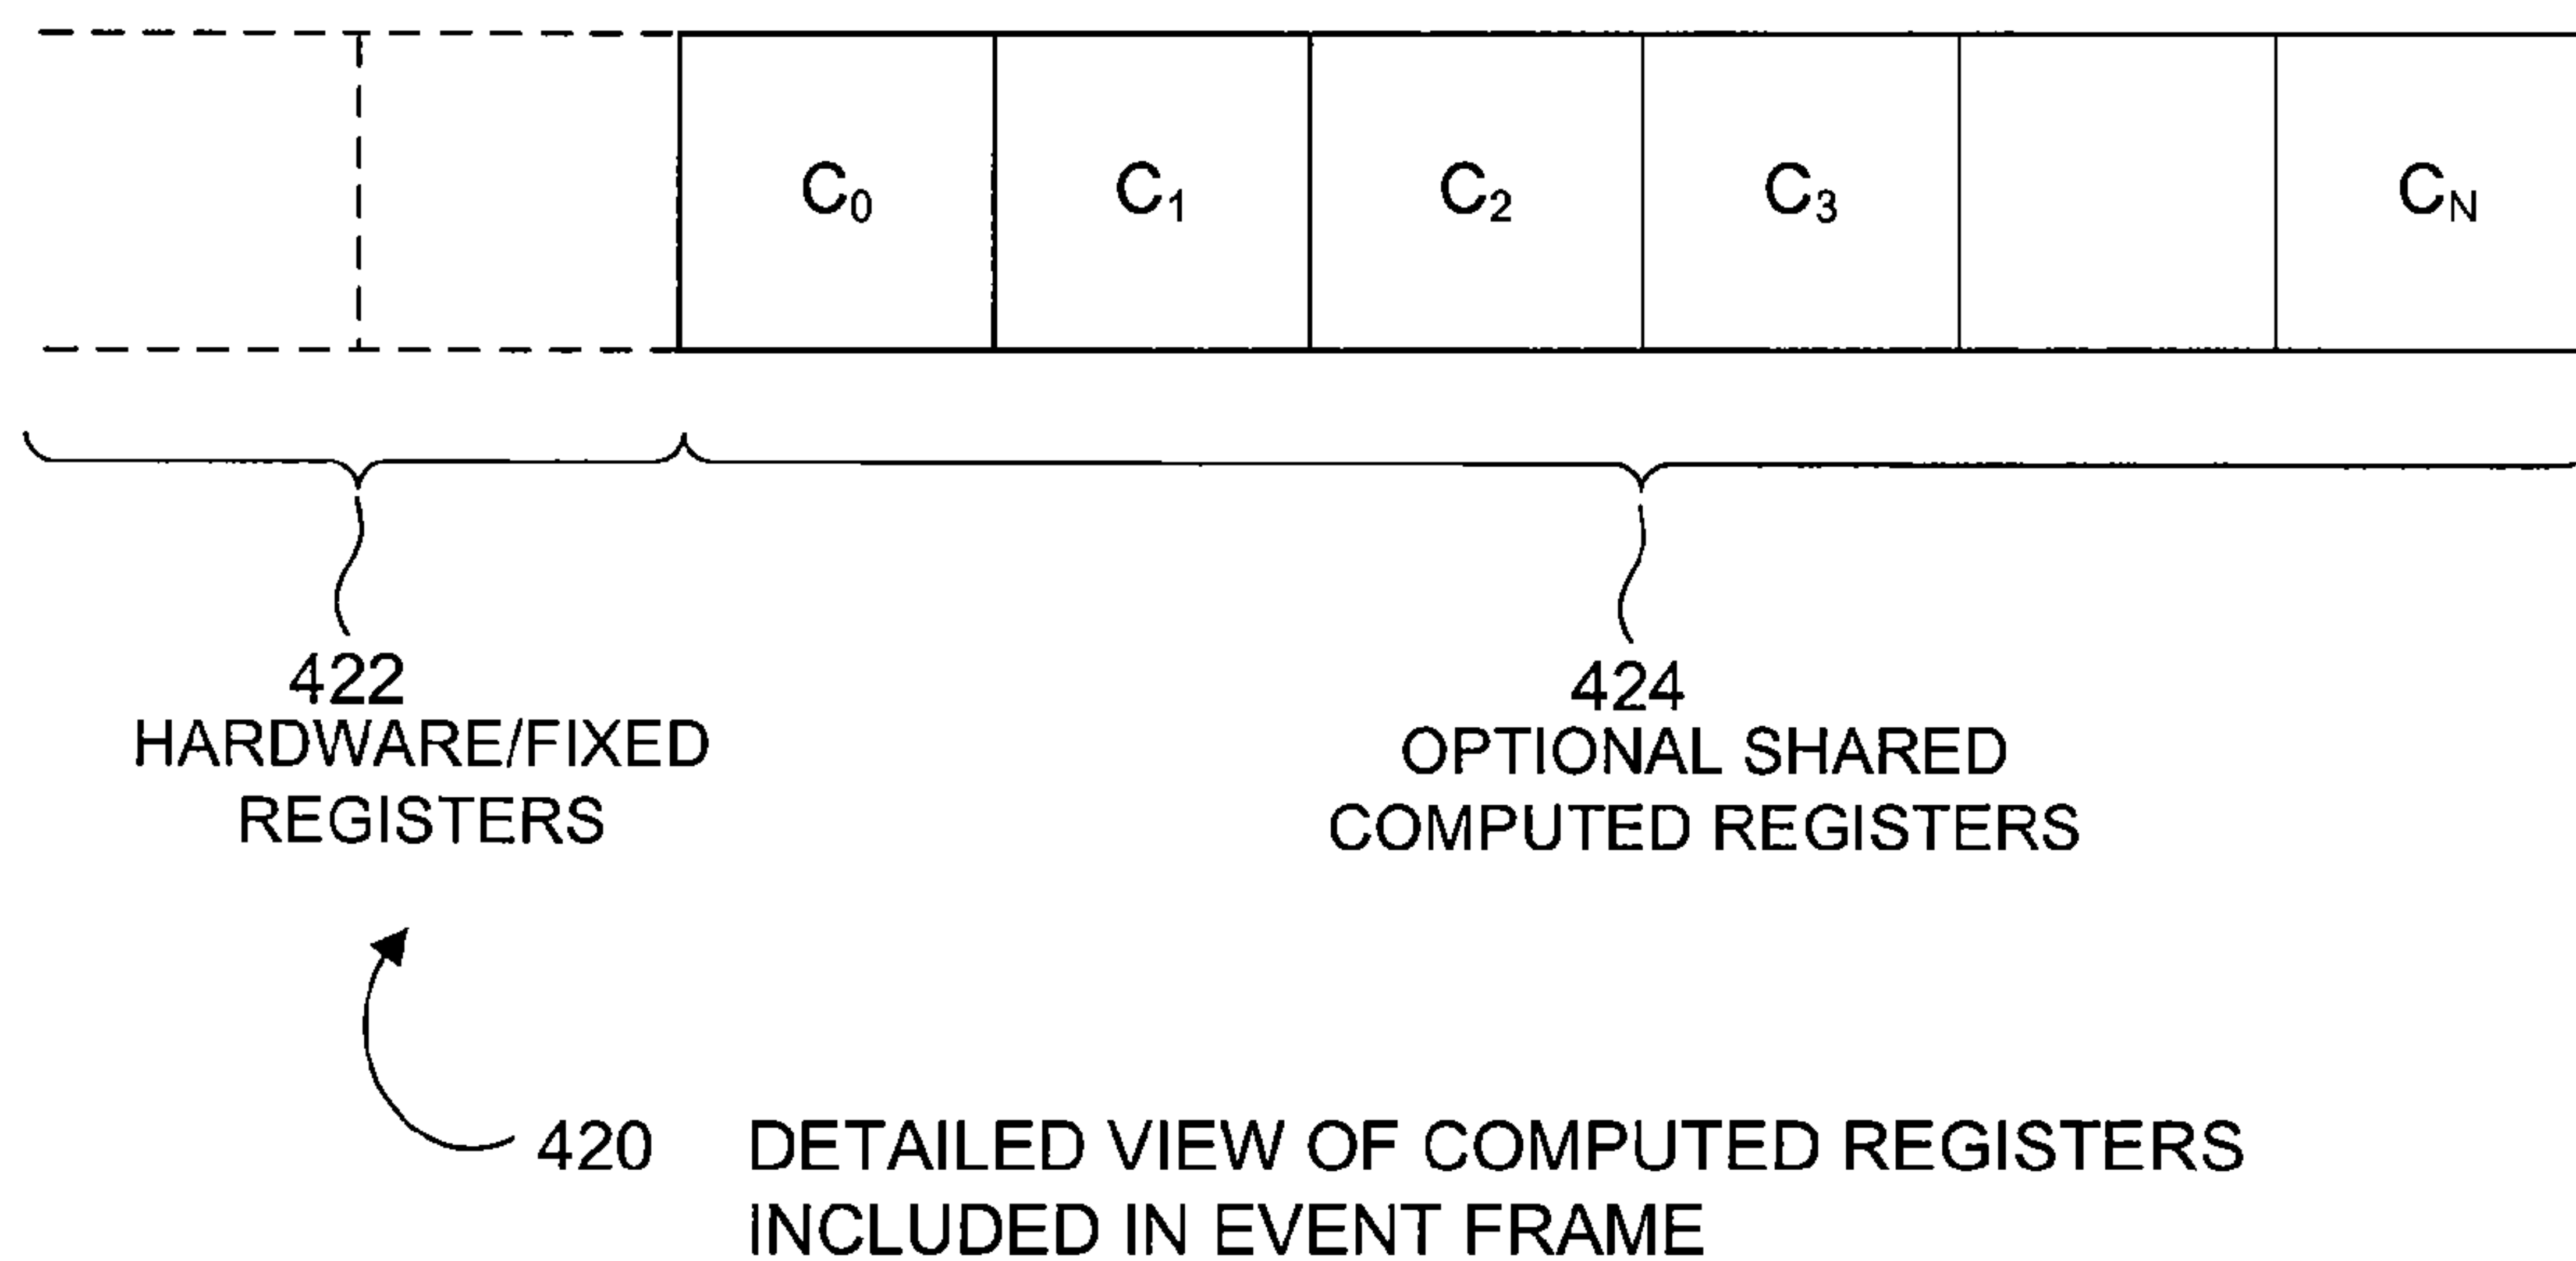 C0 C1 C2 C3 CN
422
HARDWARE/FIXED
REGISTERS
424
OPTIONAL SHARED
COMPUTED REGISTERS
420 DETAILED VIEW OF COMPUTED REGISTERS
INCLUDED IN EVENT FRAME